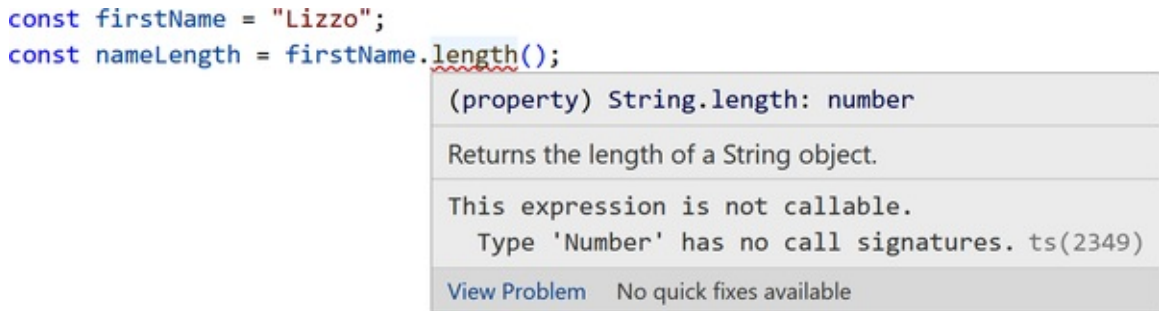 const firstName = "Lizzo";
const nameLength = firstName.length();
(property) String.length: number
Returns the length of a String object.
This expression is not callable.
Type 'Number' has no call signatures. ts(2349)
View Problem No quick fixes available